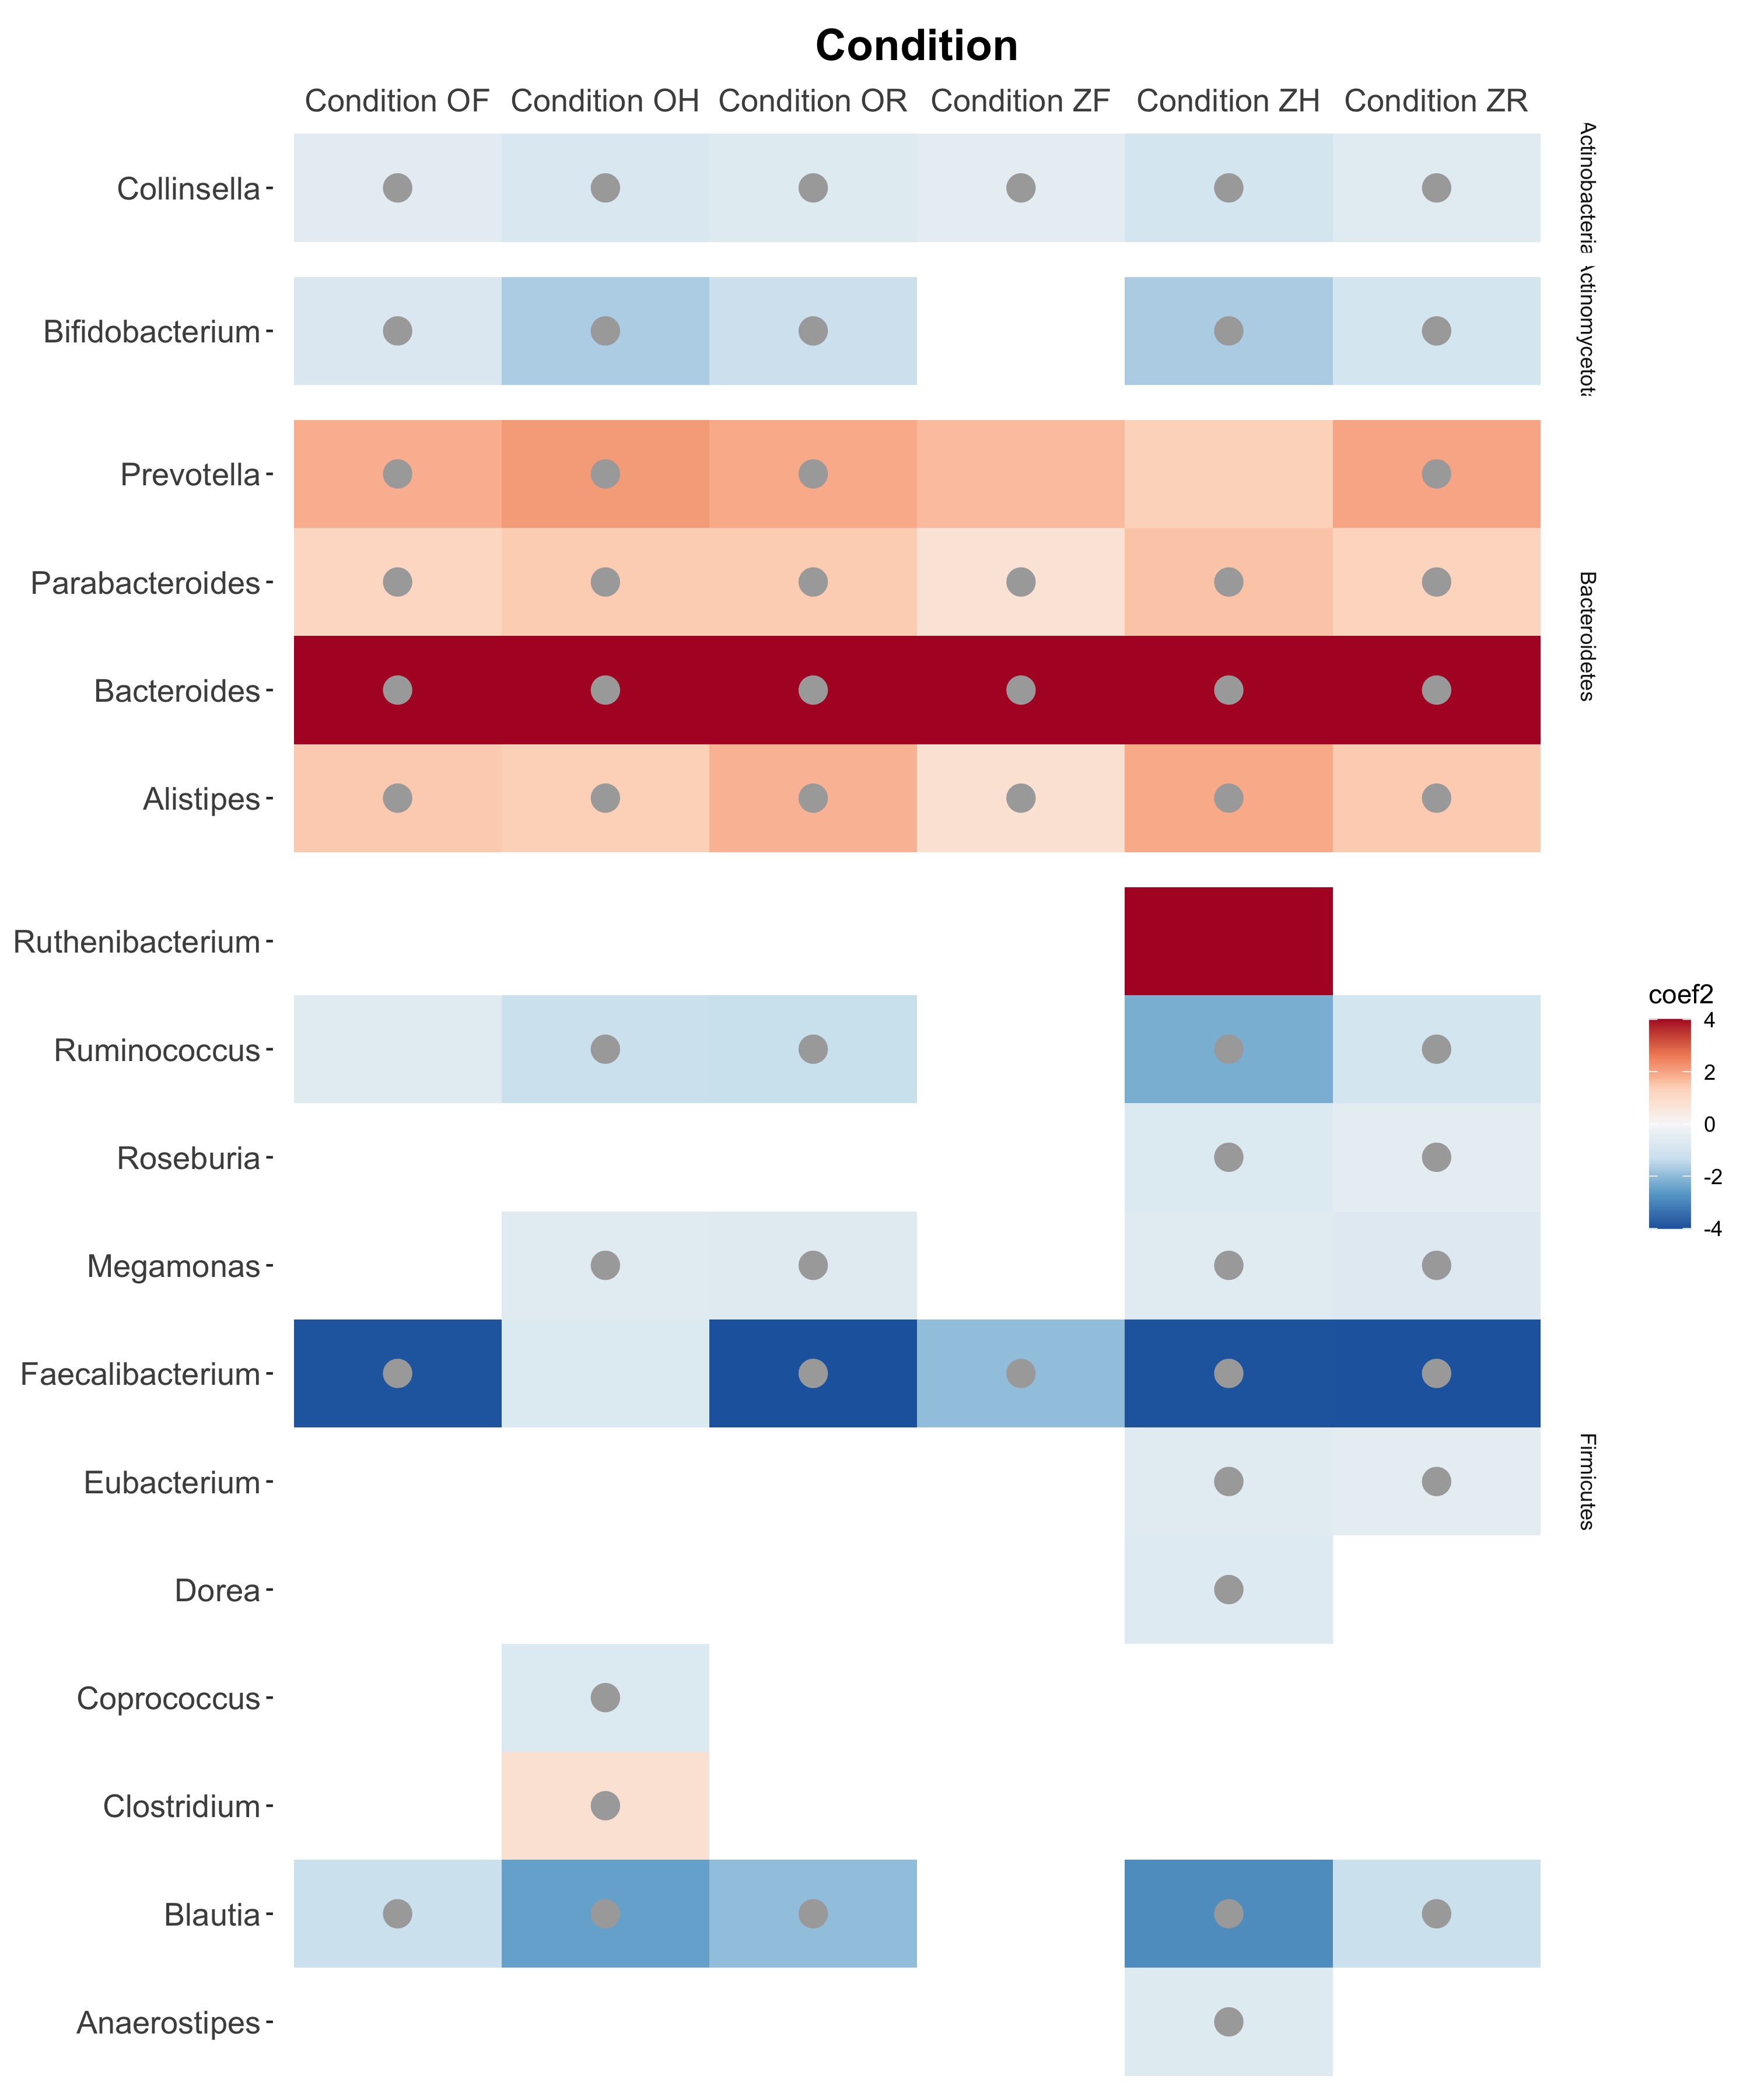 Condition
Condition OF Condition OH Condition OR Condition ZF Condition ZH Condition ZR
Collinsella
Actinobacteria
Bifidobacterium
Actinomycetota
Prevotella
Parabacteroides
Bacteroides
Alistipes
Bacteroidetes
Ruthenibacterium
Ruminococcus
Roseburia
Megamonas
Faecalibacterium
Eubacterium
Dorea
Coprococcus
Clostridium
Blautia
Anaerostipes
Firmicutes
coef2
4
2
0
-2
-4